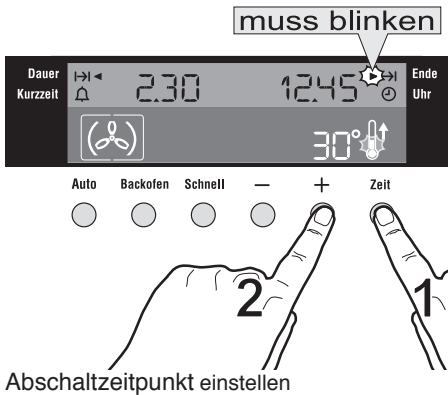 muss blinken
Dauer 2.30 12.45 Ende
Kurzzeit Uhr
30°
Auto Backofen Schnell − + Zeit
2 1
Abschaltzeitpunkt einstellen